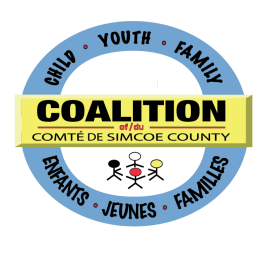 CHILD • YOUTH • FAMILY
COALITION
of/du
COMTÉ DE SIMCOE COUNTY
ENFANTS • JEUNES • FAMILLES